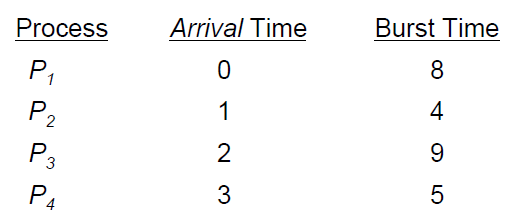 Process Arrival Time Burst Time
P1 0 8
P2 1 4
P3 2 9
P4 3 5